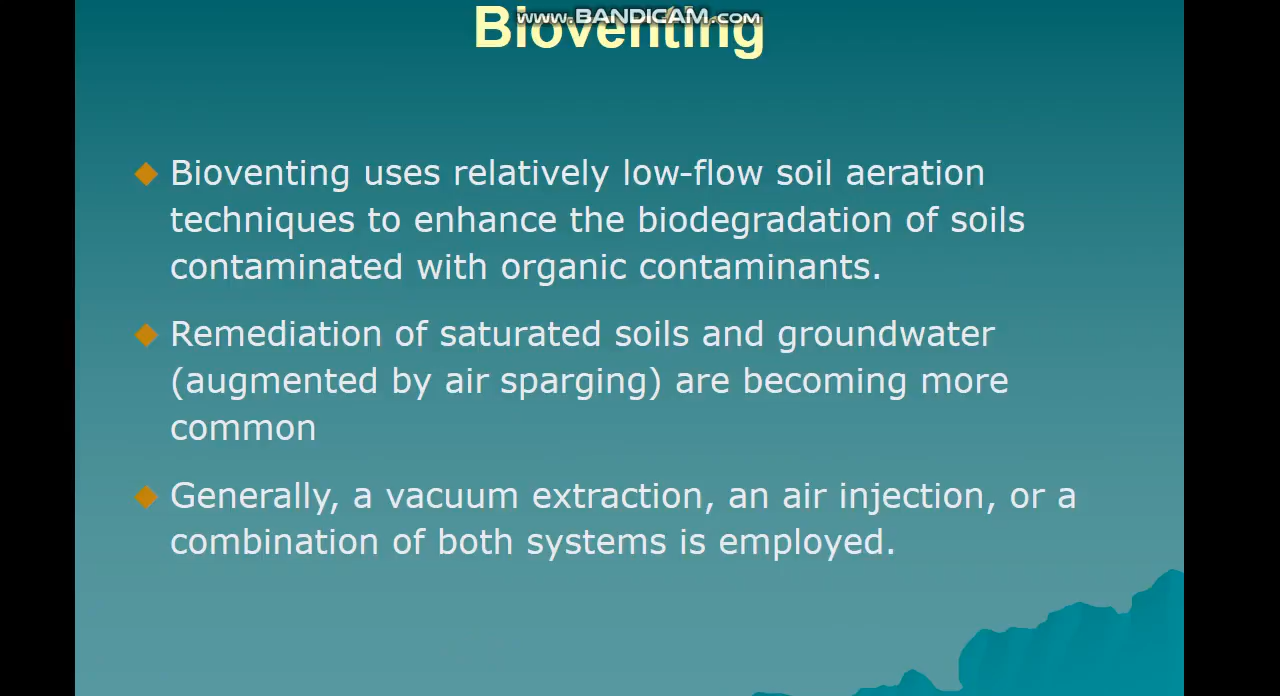 www.BANDICAM.com
Bioventing
Bioventing uses relatively low-flow soil aeration
techniques to enhance the biodegradation of soils
contaminated with organic contaminants.
Remediation of saturated soils and groundwater
(augmented by air sparging) are becoming more
common
Generally, a vacuum extraction, an air injection, or a
combination of both systems is employed.